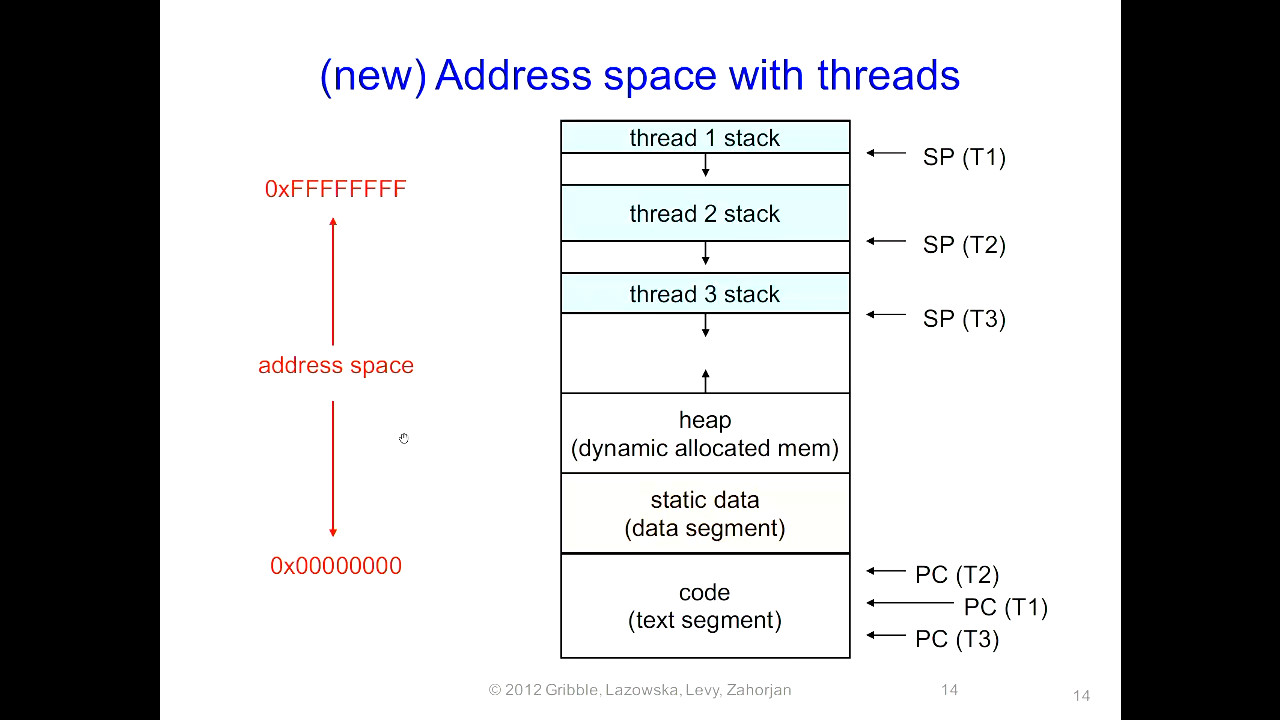 (new) Address space with threads
0xFFFFFFFF
address space
0x00000000
thread 1 stack
SP (T1)
thread 2 stack
SP (T2)
thread 3 stack
SP (T3)
heap
(dynamic allocated mem)
static data
(data segment)
code
(text segment)
PC (T2)
PC (T1)
PC (T3)
© 2012 Gribble, Lazowska, Levy, Zahorjan
14
14